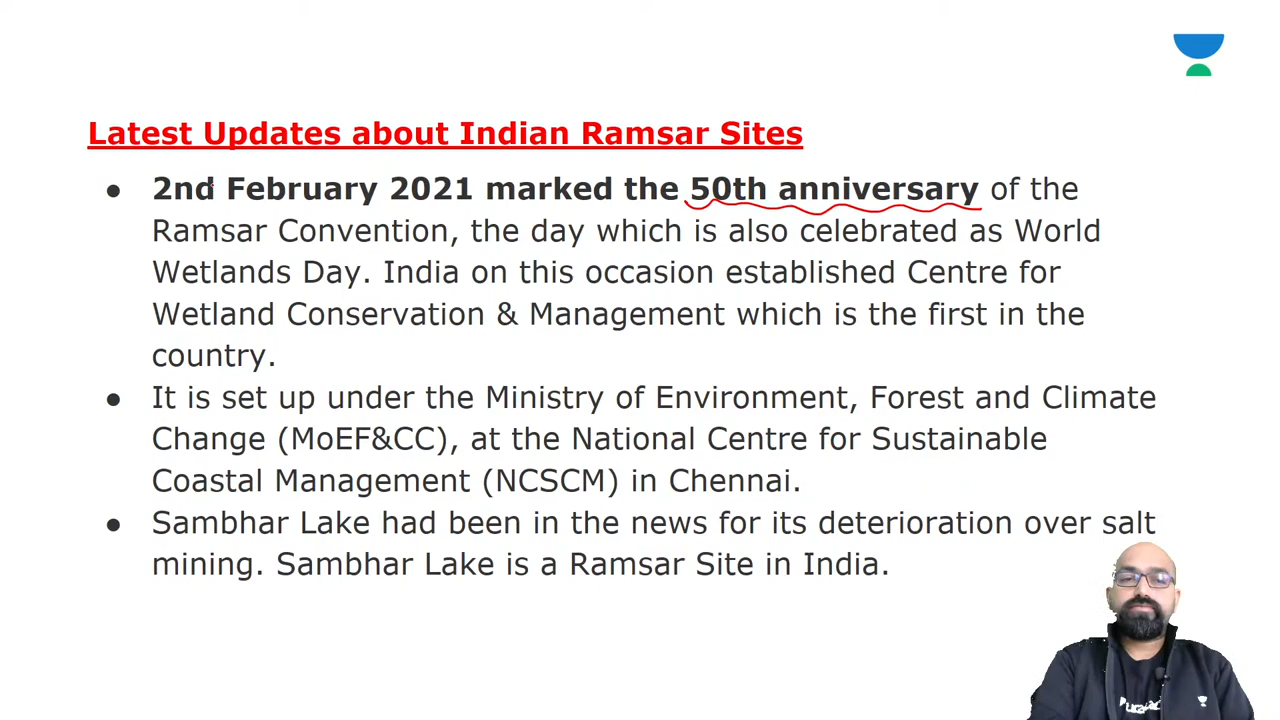 Latest Updates about Indian Ramsar Sites
● 2nd February 2021 marked the 50th anniversary of the
Ramsar Convention, the day which is also celebrated as World
Wetlands Day. India on this occasion established Centre for
Wetland Conservation & Management which is the first in the
country.
● It is set up under the Ministry of Environment, Forest and Climate
Change (MoEF&CC), at the National Centre for Sustainable
Coastal Management (NCSCM) in Chennai.
● Sambhar Lake had been in the news for its deterioration over salt
mining. Sambhar Lake is a Ramsar Site in India.